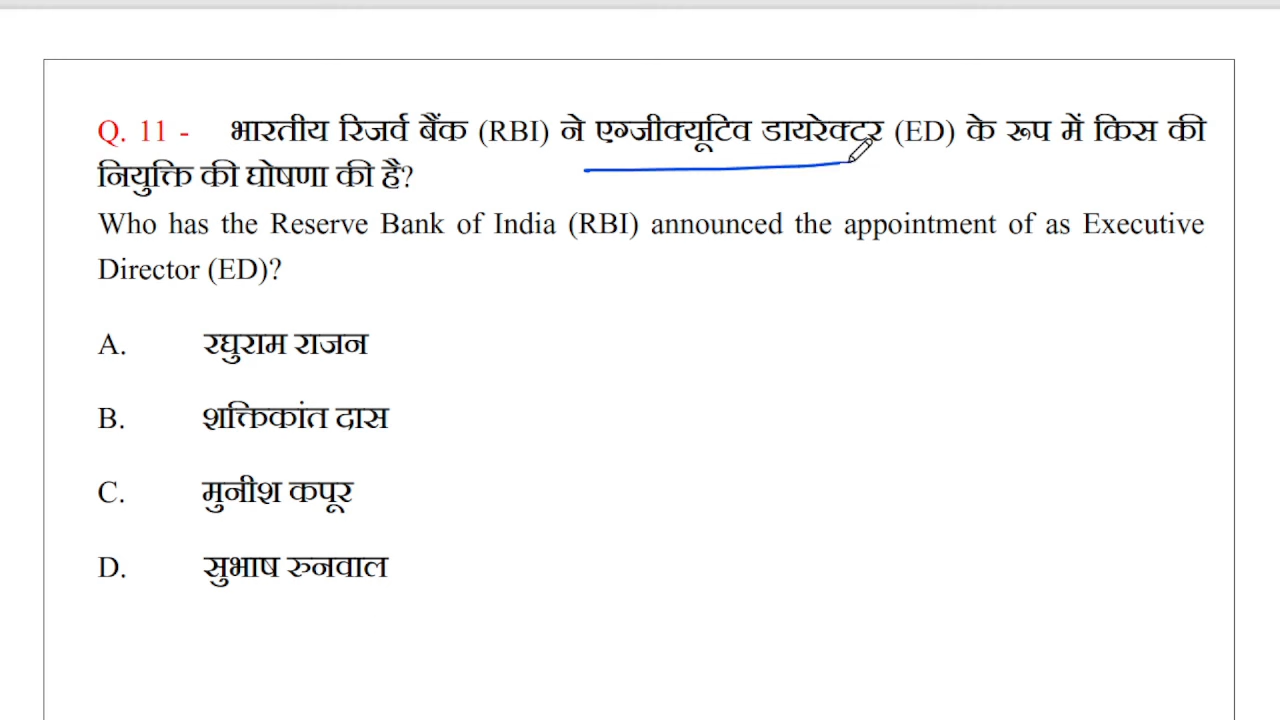 Q. 11 - भारतीय रिजर्व बैंक (RBI) ने एग्जीक्यूटिव डायरेक्टर (ED) के रूप में किस की
नियुक्ति की घोषणा की है?
Who has the Reserve Bank of India (RBI) announced the appointment of as Executive
Director (ED)?
A. रघुराम राजन
B. शक्तिकांत दास
C. मुनीश कपूर
D. सुभाष रुनवाल